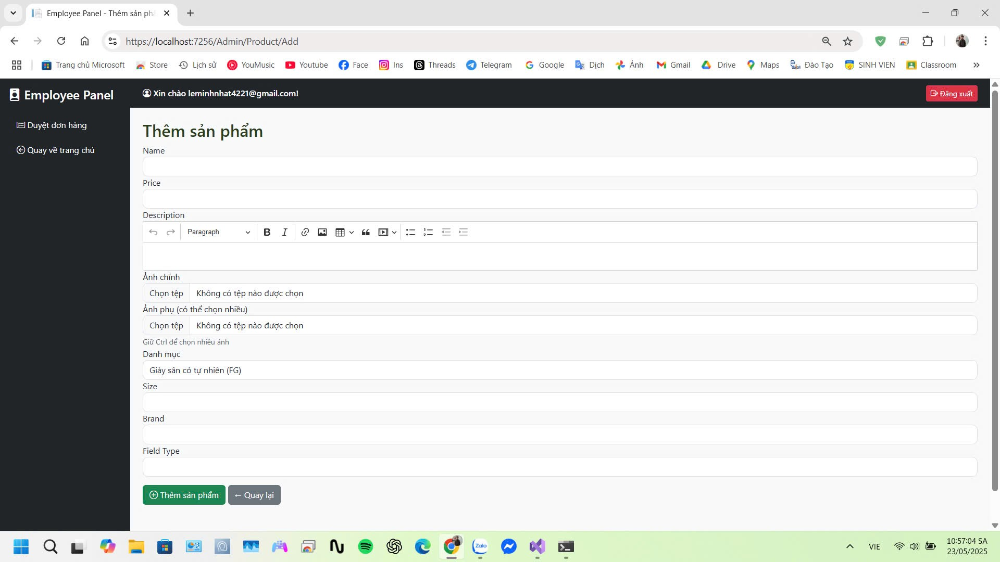 Employee Panel - Thêm sản phẩ
https://localhost:7256/Admin/Product/Add
Trang chủ Microsoft
Store
Lịch sử
YouMusic
Youtube
Face
Ins
Threads
Telegram
Google
Dịch
Ảnh
Gmail
Drive
Maps
Đào Tạo
SINH VIEN
Classroom
Employee Panel
Xin chào leminhnhat4221@gmail.com!
Đăng xuất
Duyệt đơn hàng
Quay về trang chủ
Thêm sản phẩm
Name
Price
Description
Paragraph
Ảnh chính
Chọn tệp Không có tệp nào được chọn
Ảnh phụ (có thể chọn nhiều)
Chọn tệp Không có tệp nào được chọn
Giữ Ctrl để chọn nhiều ảnh
Danh mục
Giày sân cỏ tự nhiên (FG)
Size
Brand
Field Type
Thêm sản phẩm
← Quay lại
Zalo
VIE
10:57:04 SA
23/05/2025